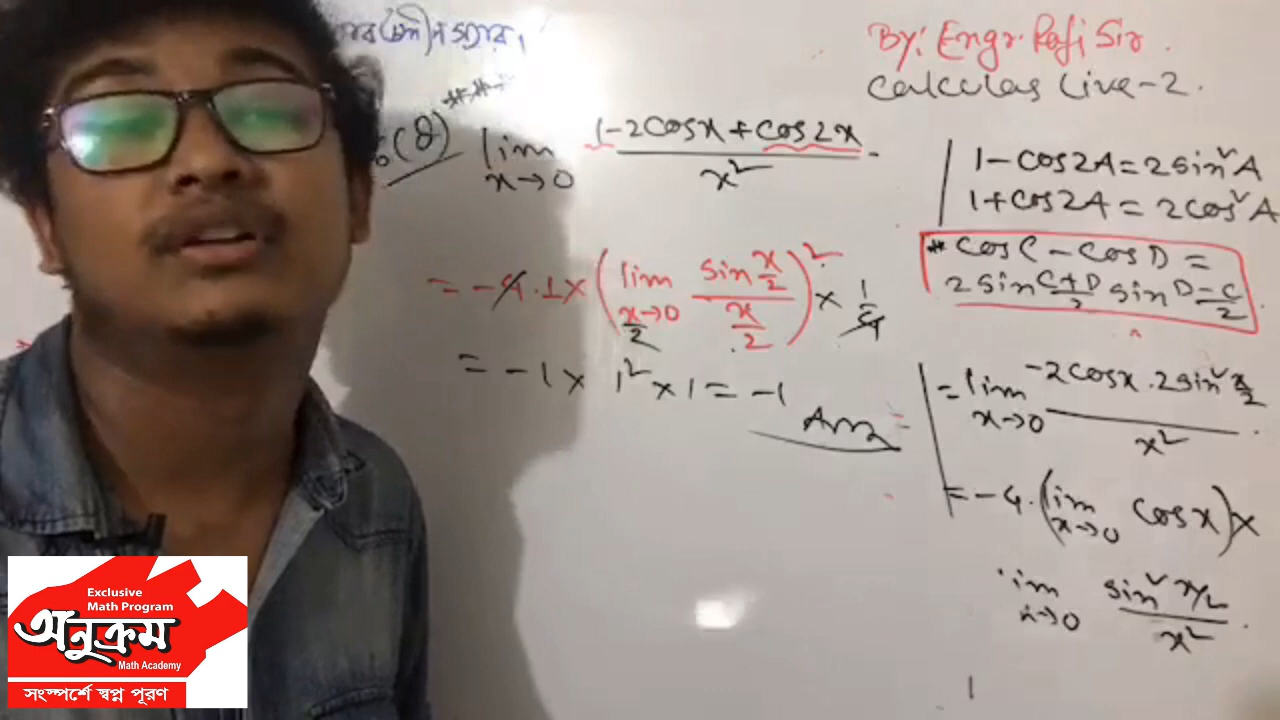 স্যার।
By: Engr. Rafi Sir.
Calculas Live-2.
(ঠ) *** lim x→0 (1-2cosx+cos2x)/x²
1-cos2A=2sin²A
1+cos2A=2cos²A
* cosC-cosD=
2sin (C+D)/2 sin (D-C)/2
= -4.1×(lim x/2→0 (sin x/2)/(x/2))² × 1/4
= -1× 1²×1= -1
Ans
= lim x→0 (-2cosx.2sin² x/2)/x²
= -4.(lim x→0 cosx)×
lim x→0 (sin² x/2)/x².
Exclusive
Math Program
অনুক্রম
Math Academy
সংস্পর্শে স্বপ্ন পূরণ